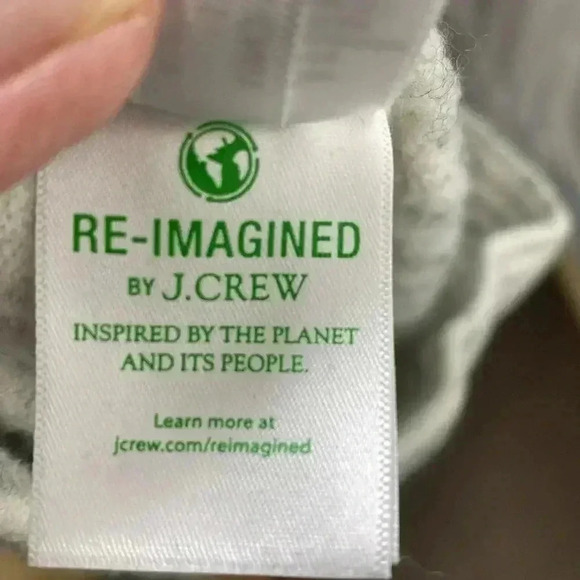 RE-IMAGINED
BY J.CREW
INSPIRED BY THE PLANET
AND ITS PEOPLE.
Learn more at
jcrew.com/reimagined